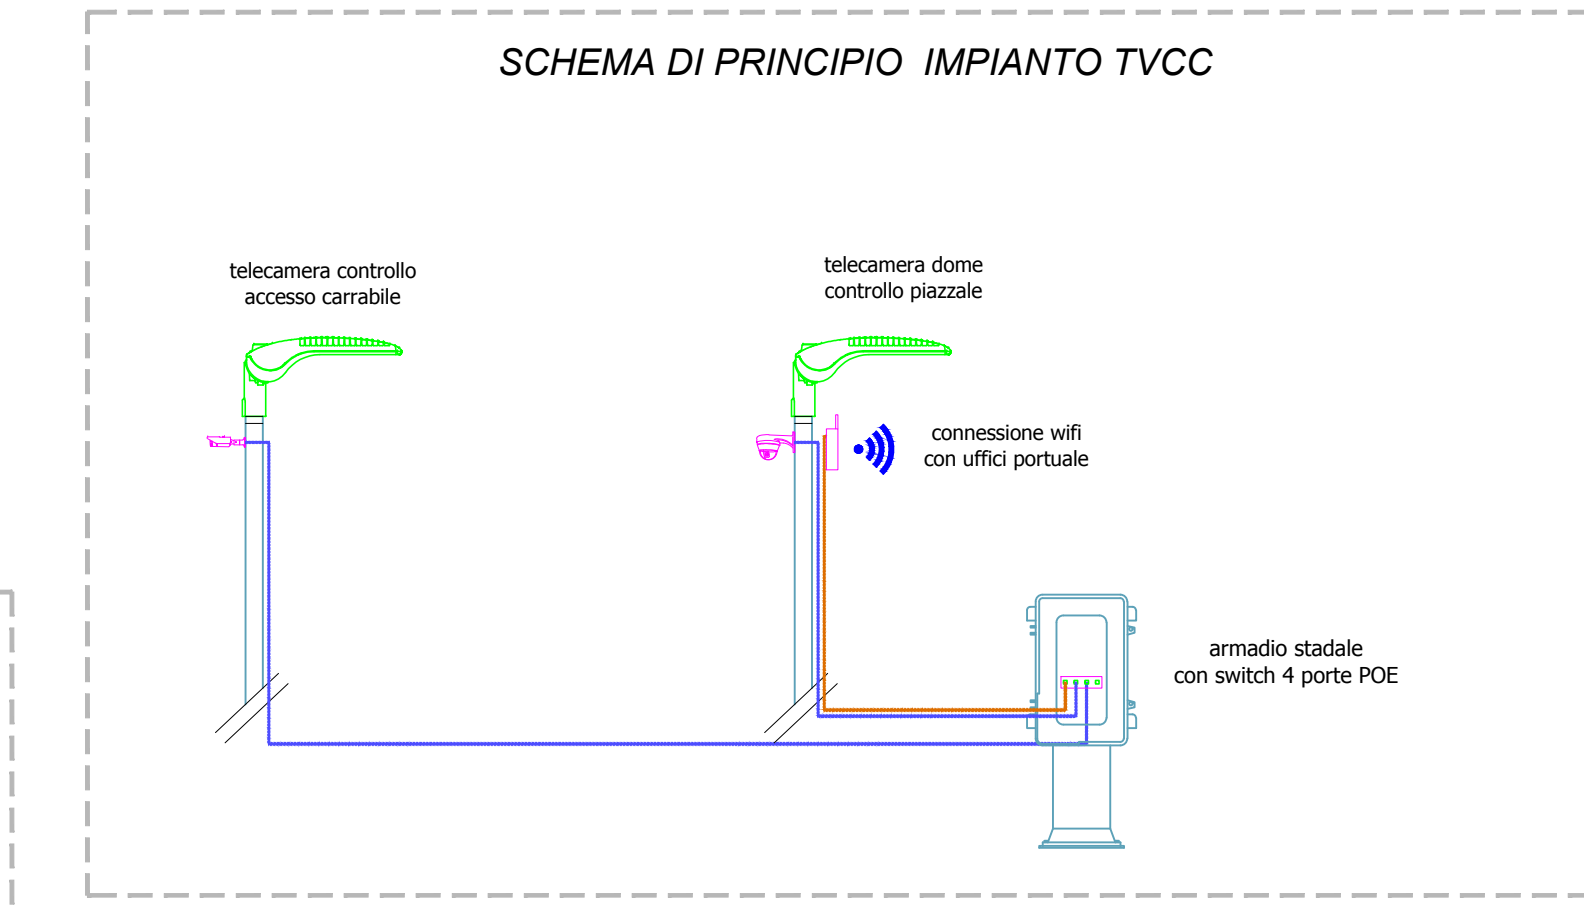 SCHEMA DI PRINCIPIO IMPIANTO TVCC
telecamera controllo
accesso carrabile
telecamera dome
controllo piazzale
connessione wifi
con uffici portuale
armadio stadale
con switch 4 porte POE